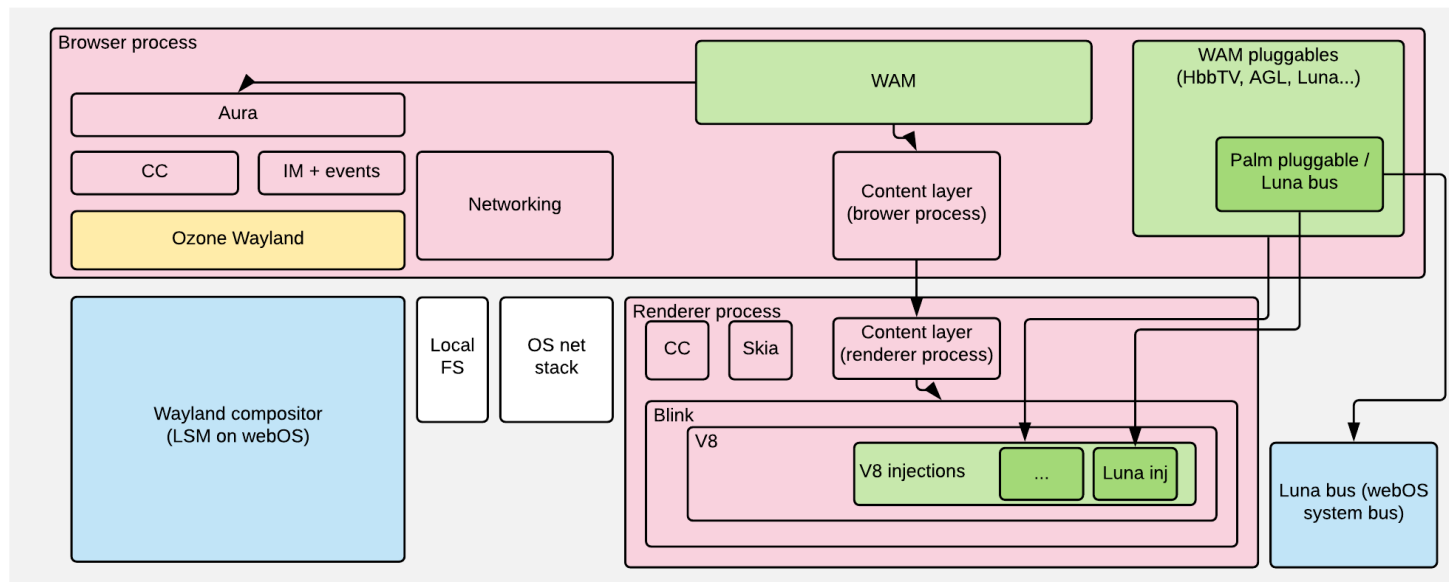 Browser process
WAM
WAM pluggables
(HbbTV, AGL, Luna...)
Aura
CC
IM + events
Networking
Content layer
(brower process)
Palm pluggable /
Luna bus
Ozone Wayland
Wayland compositor
(LSM on webOS)
Local
FS
OS net
stack
Renderer process
CC
Skia
Content layer
(renderer process)
Blink
V8
V8 injections
...
Luna inj
Luna bus (webOS
system bus)